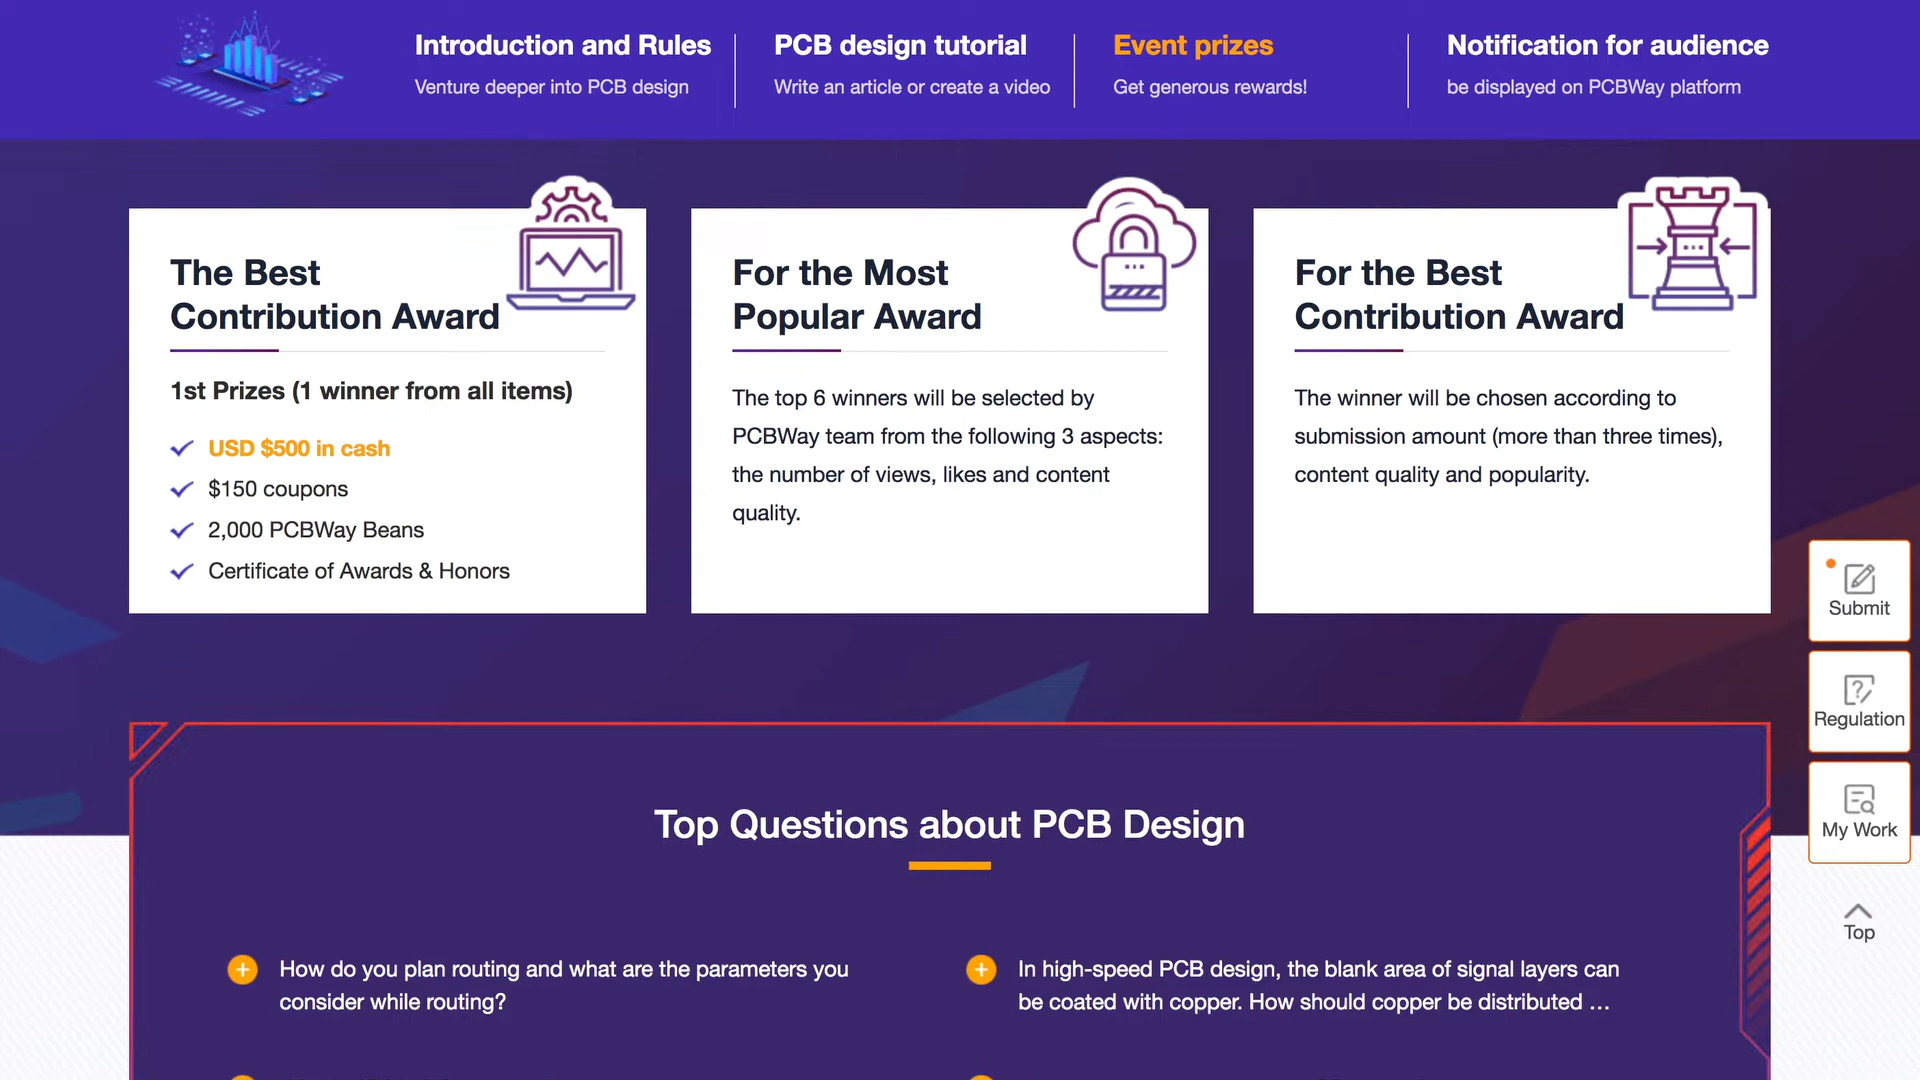 Introduction and Rules
Venture deeper into PCB design
PCB design tutorial
Write an article or create a video
Event prizes
Get generous rewards!
Notification for audience
be displayed on PCBWay platform
The Best
Contribution Award
1st Prizes (1 winner from all items)
USD $500 in cash
$150 coupons
2,000 PCBWay Beans
Certificate of Awards & Honors
For the Most
Popular Award
The top 6 winners will be selected by
PCBWay team from the following 3 aspects:
the number of views, likes and content
quality.
For the Best
Contribution Award
The winner will be chosen according to
submission amount (more than three times),
content quality and popularity.
Submit
Regulation
My Work
Top
Top Questions about PCB Design
How do you plan routing and what are the parameters you
consider while routing?
In high-speed PCB design, the blank area of signal layers can
be coated with copper. How should copper be distributed ...